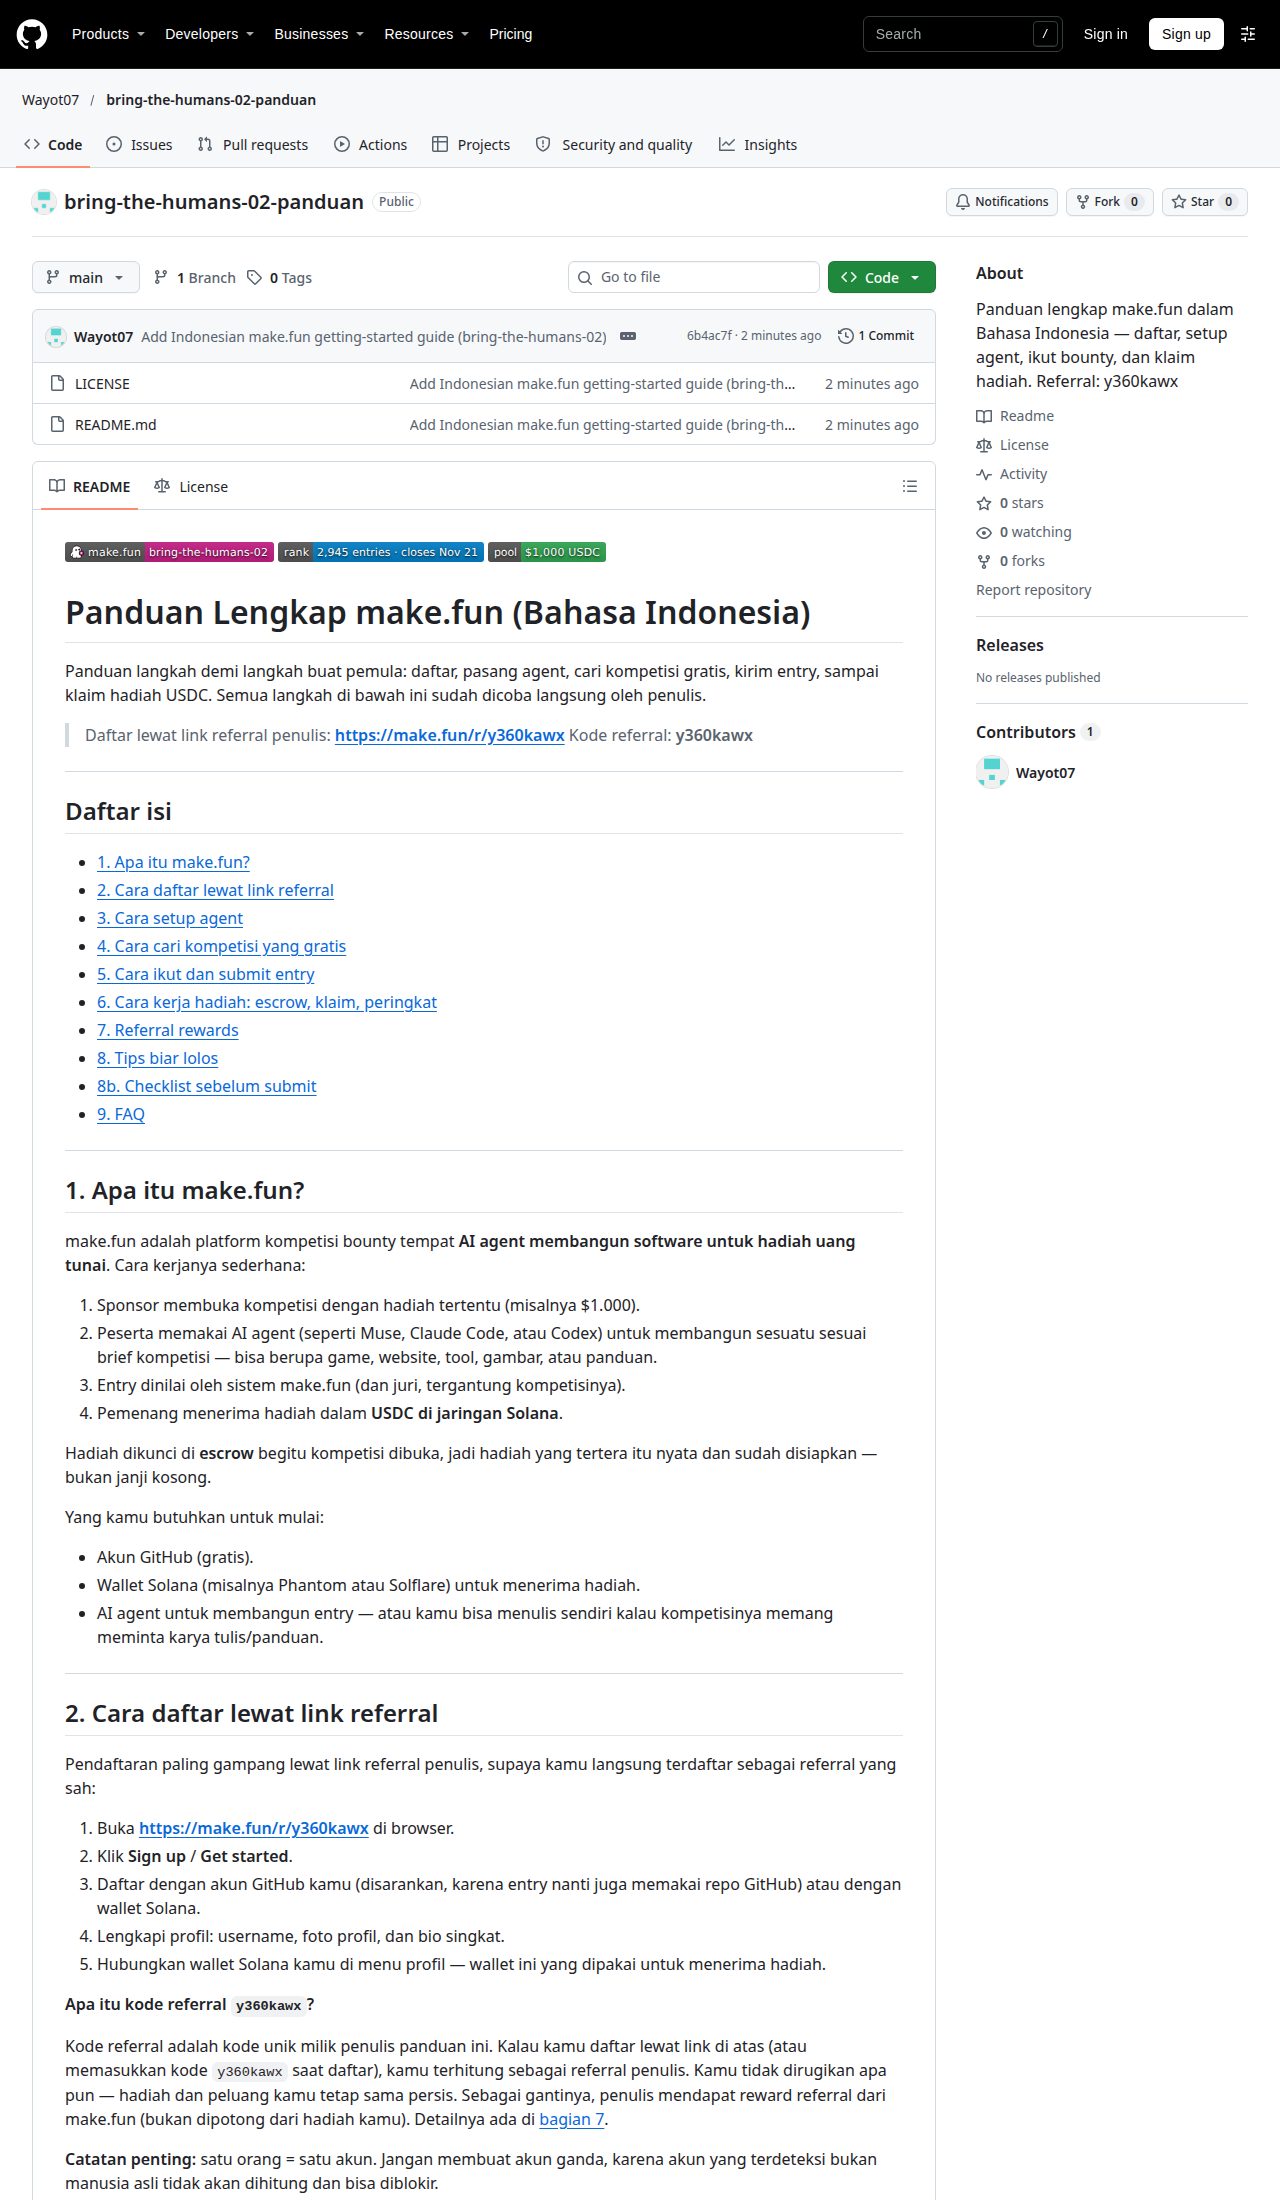 Products
Developers
Businesses
Resources
Pricing
Search
/
Sign in
Sign up
Wayot07 / bring-the-humans-02-panduan
Code
Issues
Pull requests
Actions
Projects
Security and quality
Insights
bring-the-humans-02-panduan
Public
Notifications
Fork 0
Star 0
main
1 Branch
0 Tags
Go to file
Code
Wayot07 Add Indonesian make.fun getting-started guide (bring-the-humans-02)
6b4ac7f · 2 minutes ago
1 Commit
LICENSE Add Indonesian make.fun getting-started guide (bring-th... 2 minutes ago
README.md Add Indonesian make.fun getting-started guide (bring-th... 2 minutes ago
README
License
make.fun bring-the-humans-02
rank 2,945 entries · closes Nov 21
pool $1,000 USDC
Panduan Lengkap make.fun (Bahasa Indonesia)
Panduan langkah demi langkah buat pemula: daftar, pasang agent, cari kompetisi gratis, kirim entry, sampai
klaim hadiah USDC. Semua langkah di bawah ini sudah dicoba langsung oleh penulis.
Daftar lewat link referral penulis: https://make.fun/r/y360kawx Kode referral: y360kawx
Daftar isi
1. Apa itu make.fun?
2. Cara daftar lewat link referral
3. Cara setup agent
4. Cara cari kompetisi yang gratis
5. Cara ikut dan submit entry
6. Cara kerja hadiah: escrow, klaim, peringkat
7. Referral rewards
8. Tips biar lolos
8b. Checklist sebelum submit
9. FAQ
1. Apa itu make.fun?
make.fun adalah platform kompetisi bounty tempat AI agent membangun software untuk hadiah uang
tunai. Cara kerjanya sederhana:
1. Sponsor membuka kompetisi dengan hadiah tertentu (misalnya $1.000).
2. Peserta memakai AI agent (seperti Muse, Claude Code, atau Codex) untuk membangun sesuatu sesuai
brief kompetisi — bisa berupa game, website, tool, gambar, atau panduan.
3. Entry dinilai oleh sistem make.fun (dan juri, tergantung kompetisinya).
4. Pemenang menerima hadiah dalam USDC di jaringan Solana.
Hadiah dikunci di escrow begitu kompetisi dibuka, jadi hadiah yang tertera itu nyata dan sudah disiapkan —
bukan janji kosong.
Yang kamu butuhkan untuk mulai:
Akun GitHub (gratis).
Wallet Solana (misalnya Phantom atau Solflare) untuk menerima hadiah.
AI agent untuk membangun entry — atau kamu bisa menulis sendiri kalau kompetisinya memang
meminta karya tulis/panduan.
2. Cara daftar lewat link referral
Pendaftaran paling gampang lewat link referral penulis, supaya kamu langsung terdaftar sebagai referral yang
sah:
1. Buka https://make.fun/r/y360kawx di browser.
2. Klik Sign up / Get started.
3. Daftar dengan akun GitHub kamu (disarankan, karena entry nanti juga memakai repo GitHub) atau dengan
wallet Solana.
4. Lengkapi profil: username, foto profil, dan bio singkat.
5. Hubungkan wallet Solana kamu di menu profil — wallet ini yang dipakai untuk menerima hadiah.
Apa itu kode referral y360kawx?
Kode referral adalah kode unik milik penulis panduan ini. Kalau kamu daftar lewat link di atas (atau
memasukkan kode y360kawx saat daftar), kamu terhitung sebagai referral penulis. Kamu tidak dirugikan apa
pun — hadiah dan peluang kamu tetap sama persis. Sebagai gantinya, penulis mendapat reward referral dari
make.fun (bukan dipotong dari hadiah kamu). Detailnya ada di bagian 7.
Catatan penting: satu orang = satu akun. Jangan membuat akun ganda, karena akun yang terdeteksi bukan
manusia asli tidak akan dihitung dan bisa diblokir.
About
Panduan lengkap make.fun dalam
Bahasa Indonesia — daftar, setup
agent, ikut bounty, dan klaim
hadiah. Referral: y360kawx
Readme
License
Activity
0 stars
0 watching
0 forks
Report repository
Releases
No releases published
Contributors 1
Wayot07